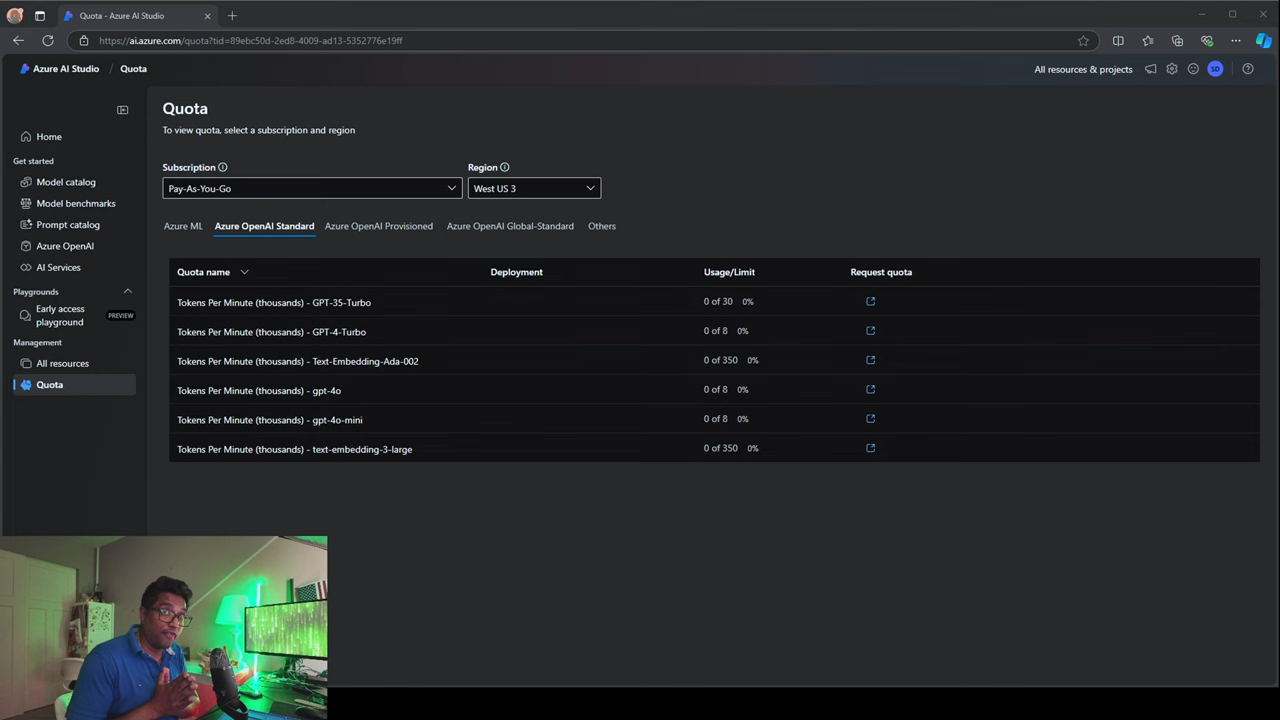 Quota - Azure AI Studio
https://ai.azure.com/quota?tid=89ebc50d-2ed8-4009-ad13-5352776e19ff
Azure AI Studio / Quota
All resources & projects
SD
Home
Get started
Model catalog
Model benchmarks
Prompt catalog
Azure OpenAI
AI Services
Playgrounds
Early access
playground
PREVIEW
Management
All resources
Quota
Quota
To view quota, select a subscription and region
Subscription
Region
Pay-As-You-Go
West US 3
Azure ML Azure OpenAI Standard Azure OpenAI Provisioned Azure OpenAI Global-Standard Others
Quota name Deployment Usage/Limit Request quota
Tokens Per Minute (thousands) - GPT-35-Turbo 0 of 30 0%
Tokens Per Minute (thousands) - GPT-4-Turbo 0 of 8 0%
Tokens Per Minute (thousands) - Text-Embedding-Ada-002 0 of 350 0%
Tokens Per Minute (thousands) - gpt-4o 0 of 8 0%
Tokens Per Minute (thousands) - gpt-4o-mini 0 of 8 0%
Tokens Per Minute (thousands) - text-embedding-3-large 0 of 350 0%